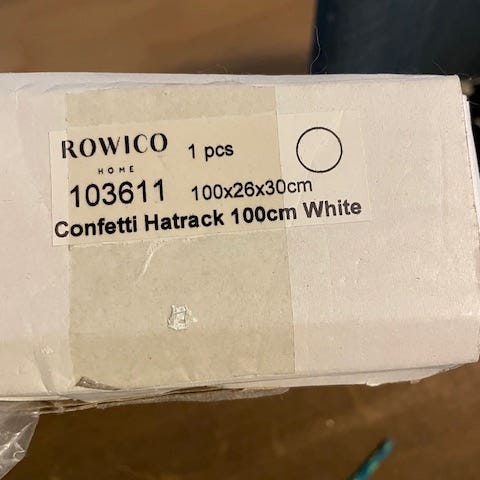 ROWICO 1 pcs
HOME
103611 100x26x30cm
Confetti Hatrack 100cm White